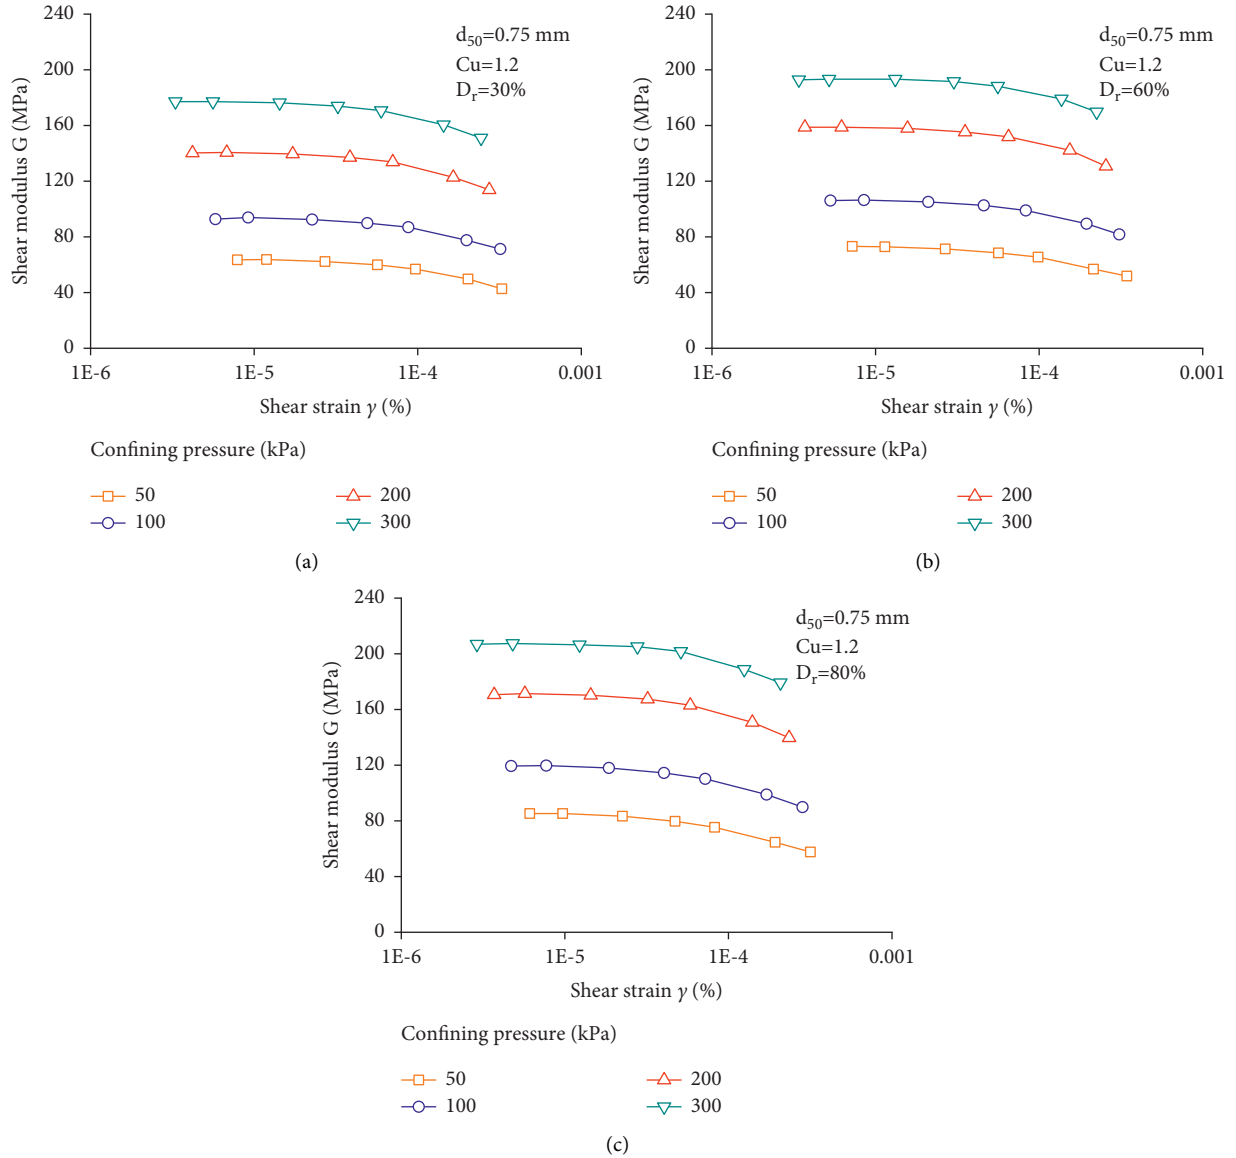 240
200
160
120
80
40
0
Shear modulus G (MPa)
1E-6
1E-5
1E-4
0.001
Shear strain γ (%)
d50=0.75 mm
Cu=1.2
Dr=30%
Confining pressure (kPa)
50
100
200
300
(a)
240
200
160
120
80
40
0
Shear modulus G (MPa)
1E-6
1E-5
1E-4
0.001
Shear strain γ (%)
d50=0.75 mm
Cu=1.2
Dr=60%
Confining pressure (kPa)
50
100
200
300
(b)
240
200
160
120
80
40
0
Shear modulus G (MPa)
1E-6
1E-5
1E-4
0.001
Shear strain γ (%)
d50=0.75 mm
Cu=1.2
Dr=80%
Confining pressure (kPa)
50
100
200
300
(c)